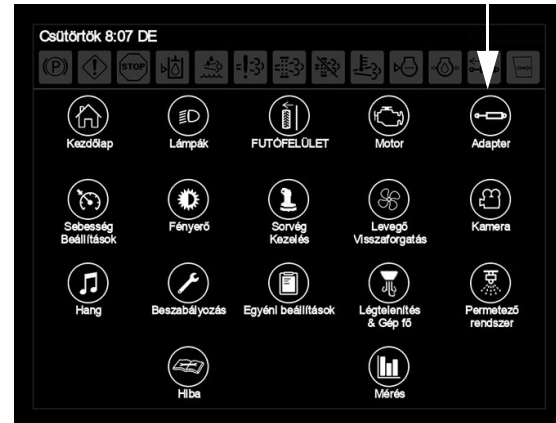 Csütörtök 8:07 DE
(P) STOP
Kezdőlap Lámpák FUTÓFELÜLET Motor Adapter
Sebesség Beállítások Fényerő Sorvég Kezelés Levegő Visszaforgatás Kamera
Hang Beszabályozás Egyéni beállítások Légtelenítés & Gép fő Permetező rendszer
Hiba Mérés